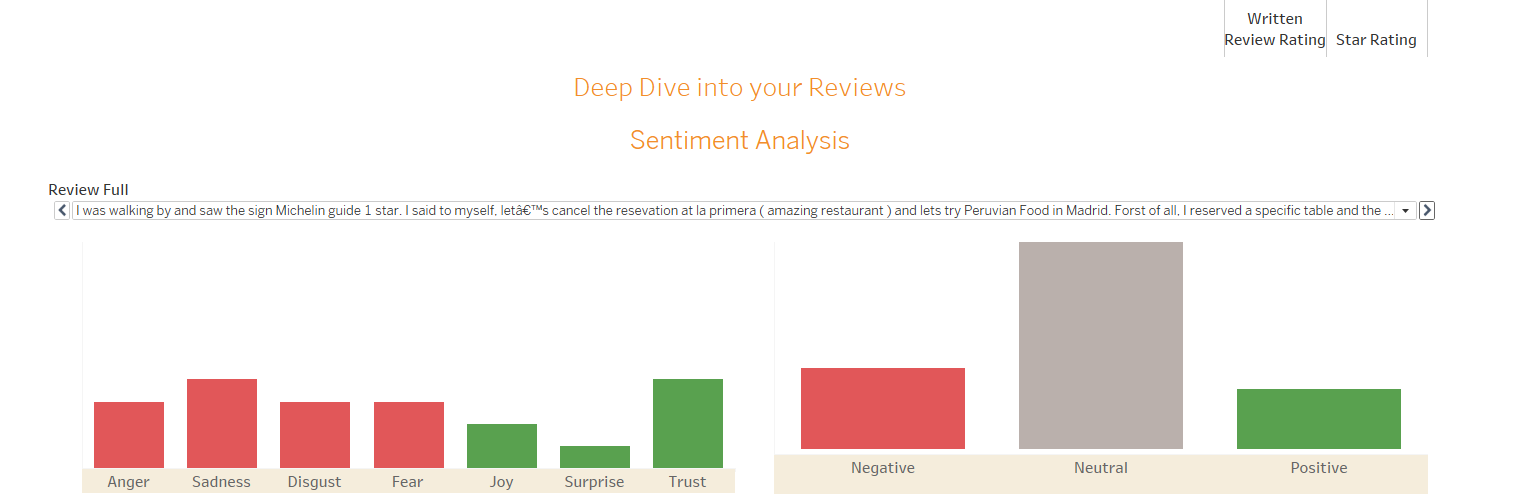 Written
Review Rating
Star Rating
Deep Dive into your Reviews
Sentiment Analysis
Review Full
I was walking by and saw the sign Michelin guide 1 star. I said to myself, letâ€™s cancel the resevation at la primera ( amazing restaurant ) and lets try Peruvian Food in Madrid. Forst of all, I reserved a specific table and the ...
Anger Sadness Disgust Fear Joy Surprise Trust
Negative Neutral Positive